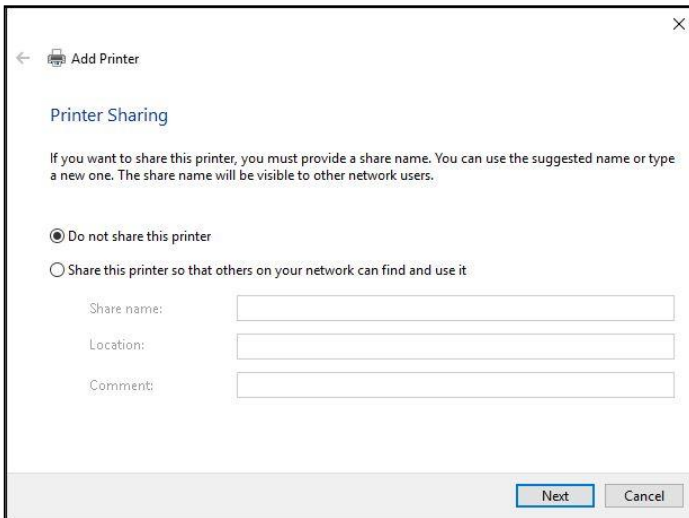 Add Printer
Printer Sharing
If you want to share this printer, you must provide a share name. You can use the suggested name or type
a new one. The share name will be visible to other network users.
Do not share this printer
Share this printer so that others on your network can find and use it
Share name:
Location:
Comment:
Next Cancel